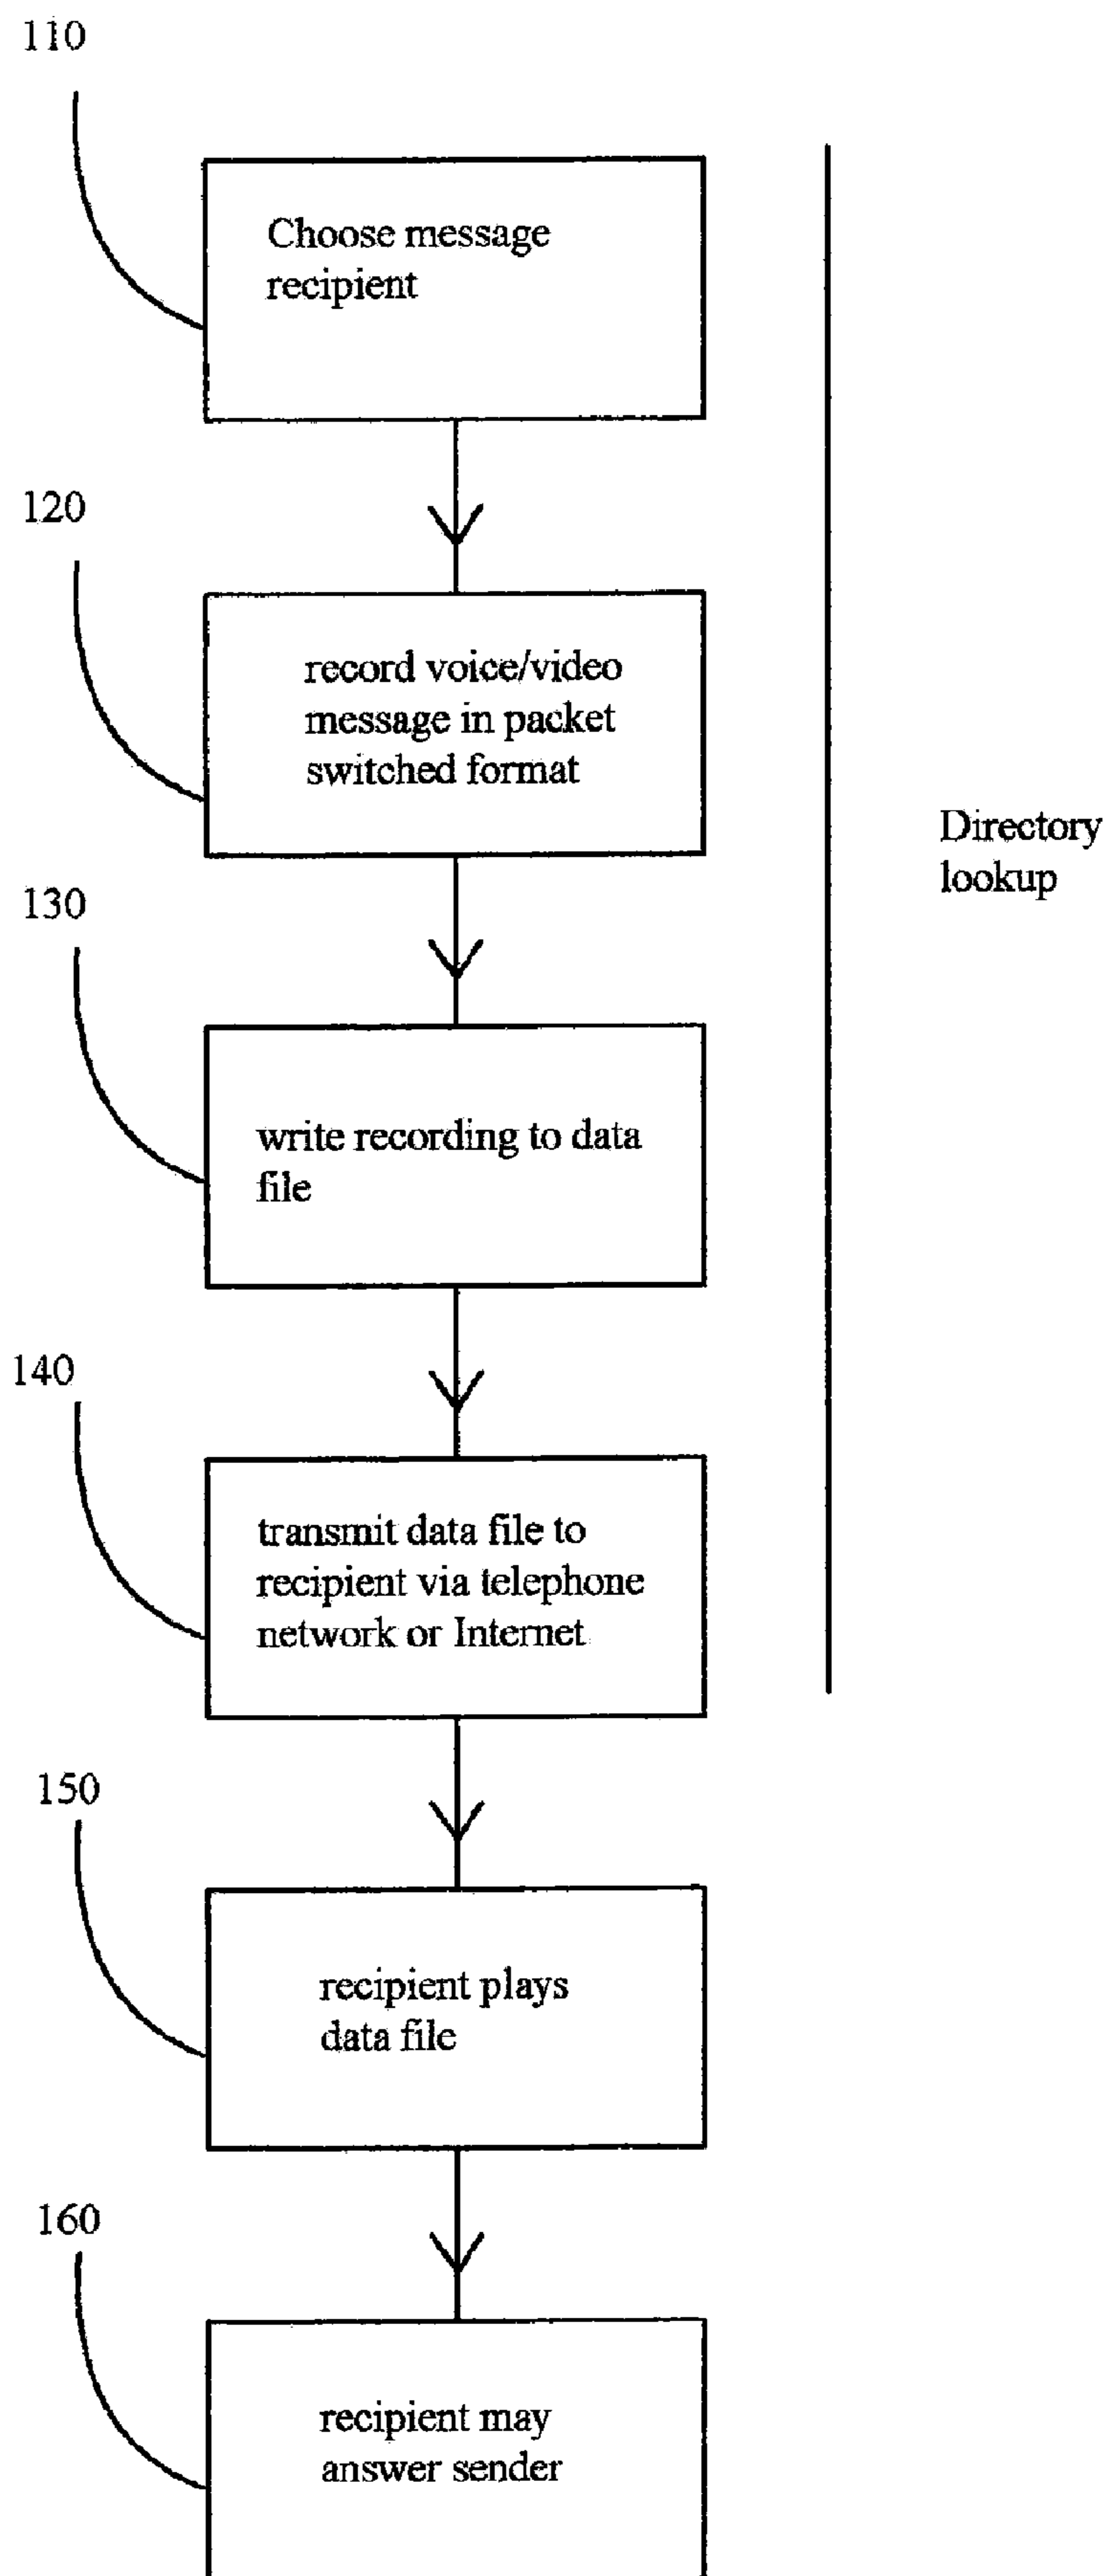 110
Choose message
recipient
120
record voice/video
message in packet
switched format
Directory
lookup
130
write recording to data
file
140
transmit data file to
recipient via telephone
network or Internet
150
recipient plays
data file
160
recipient may
answer sender